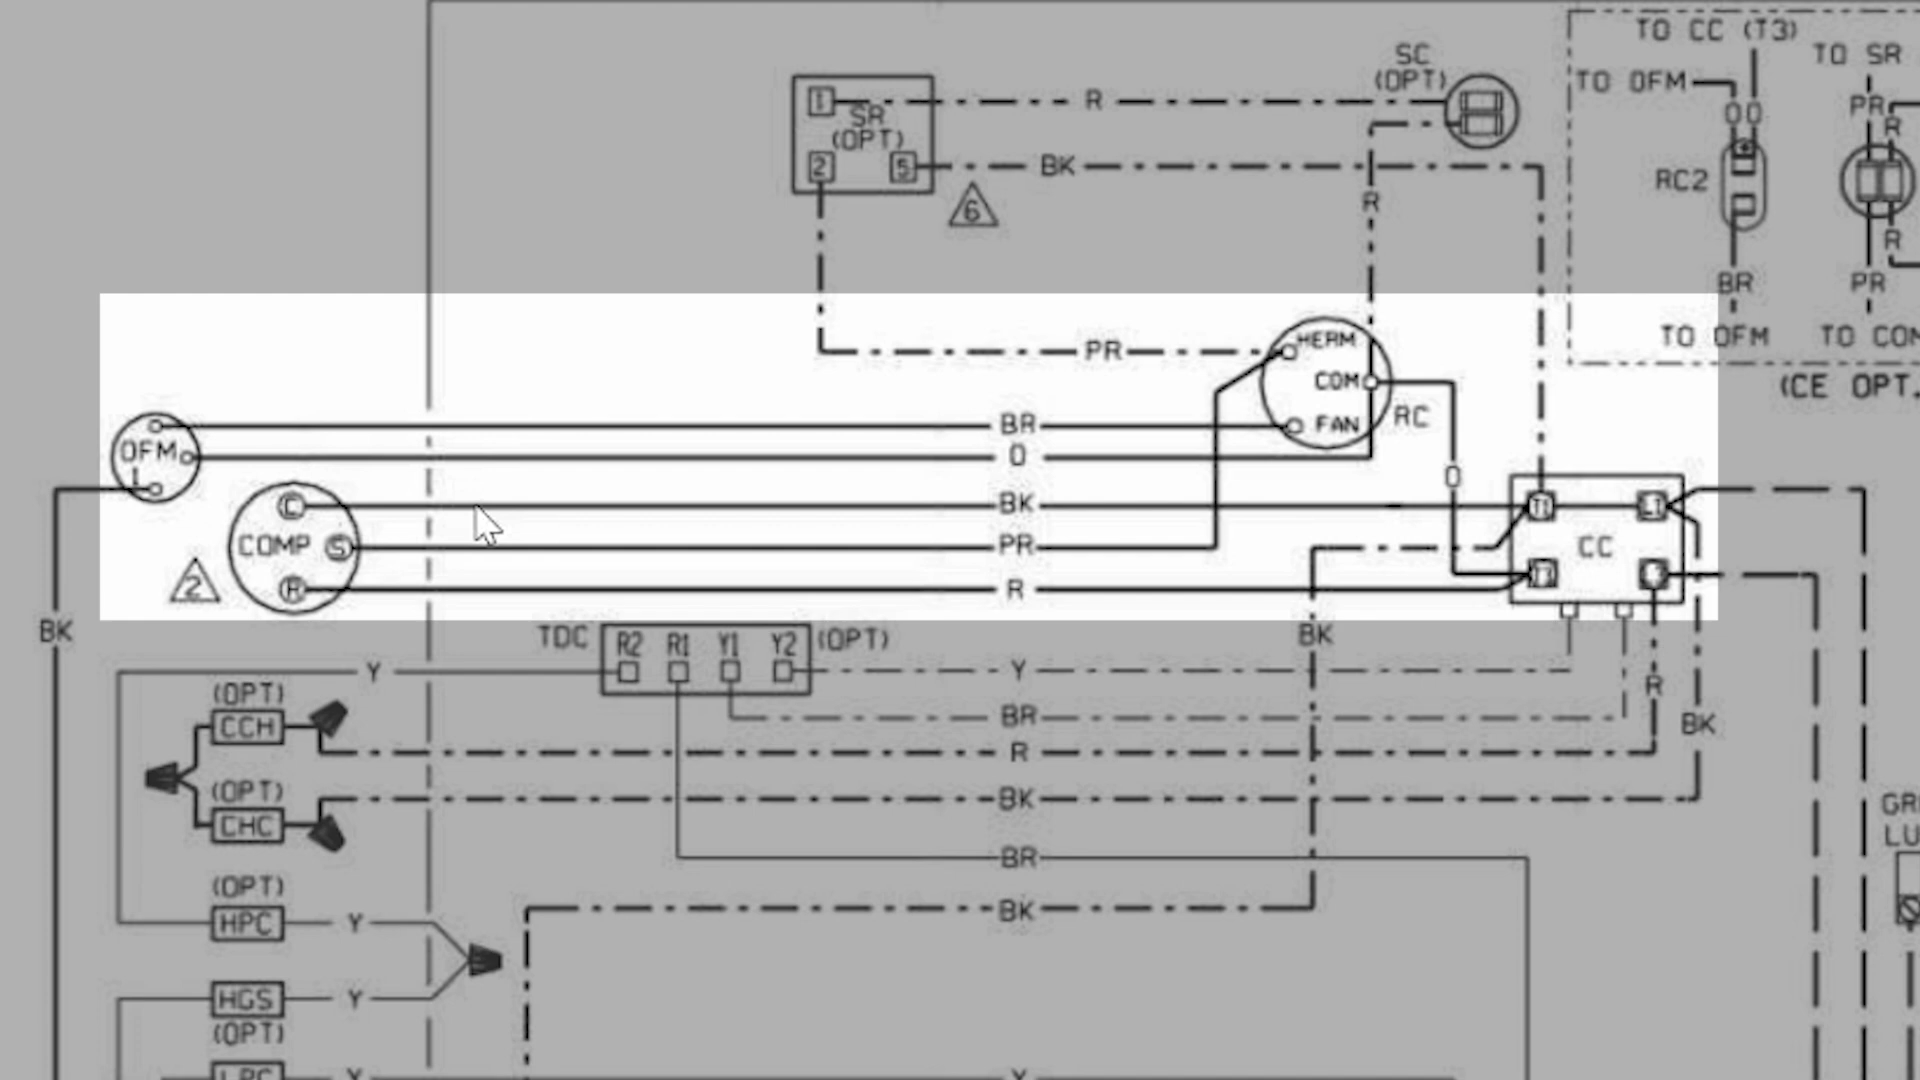 TO CC (T3)
TO SR
SC
(OPT)
TO OFM
1
R
SR
(OPT)
2
5
BK
6
R
O
O
PR
R
RC2
R
BR
PR
TO OFM
TO COM
(CE OPT.
PR
HERM
COM
FAN
RC
OFM
BR
O
O
C
BK
T1
L1
COMP
S
PR
CC
2
R
R
BK
TDC
R2
R1
Y1
Y2
(OPT)
BK
Y
Y
R
(OPT)
CCH
BR
BK
R
(OPT)
BK
CHC
BR
(OPT)
BK
HPC
Y
HGS
Y
(OPT)
LPC
Y
Y